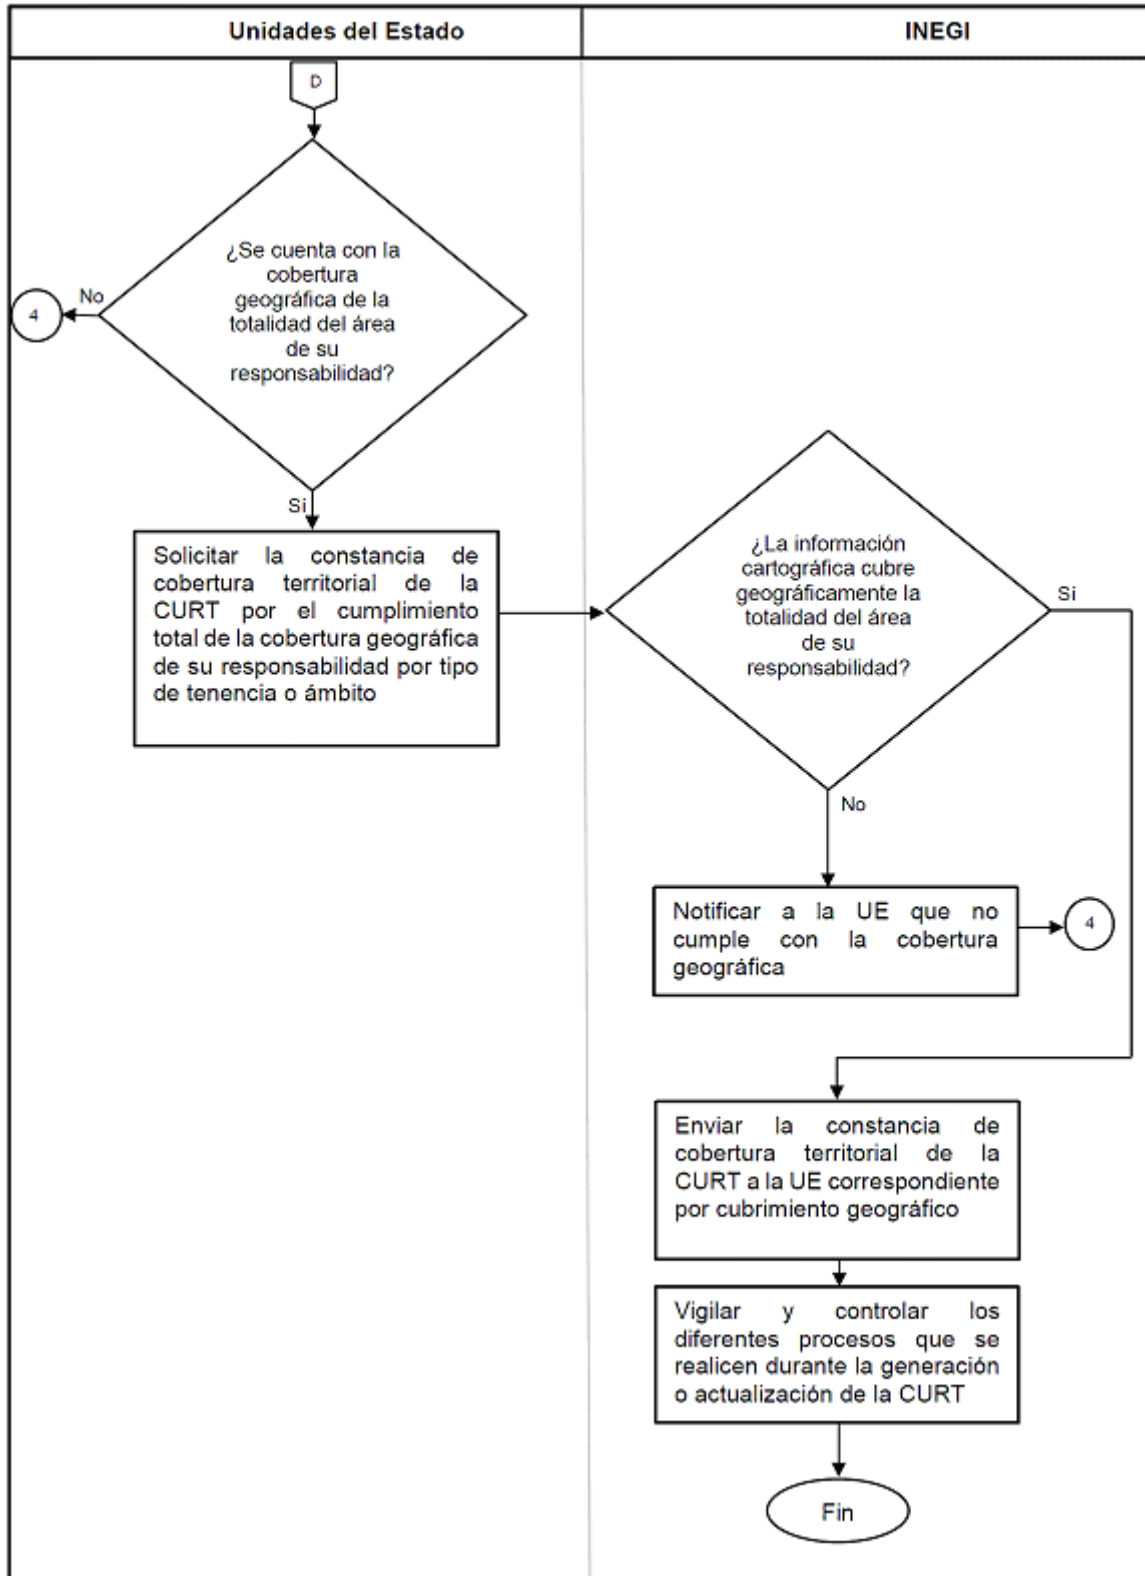 Unidades del Estado
INEGI
D
¿Se cuenta con la
cobertura
geográfica de la
totalidad del área
de su
responsabilidad?
No
4
Si
Solicitar la constancia de
cobertura territorial de la
CURT por el cumplimiento
total de la cobertura geográfica
de su responsabilidad por tipo
de tenencia o ámbito
¿La información
cartográfica cubre
geográficamente la
totalidad del área
de su
responsabilidad?
Si
No
Notificar a la UE que no
cumple con la cobertura
geográfica
4
Enviar la constancia de
cobertura territorial de la
CURT a la UE correspondiente
por cubrimiento geográfico
Vigilar y controlar los
diferentes procesos que se
realicen durante la generación
o actualización de la CURT
Fin